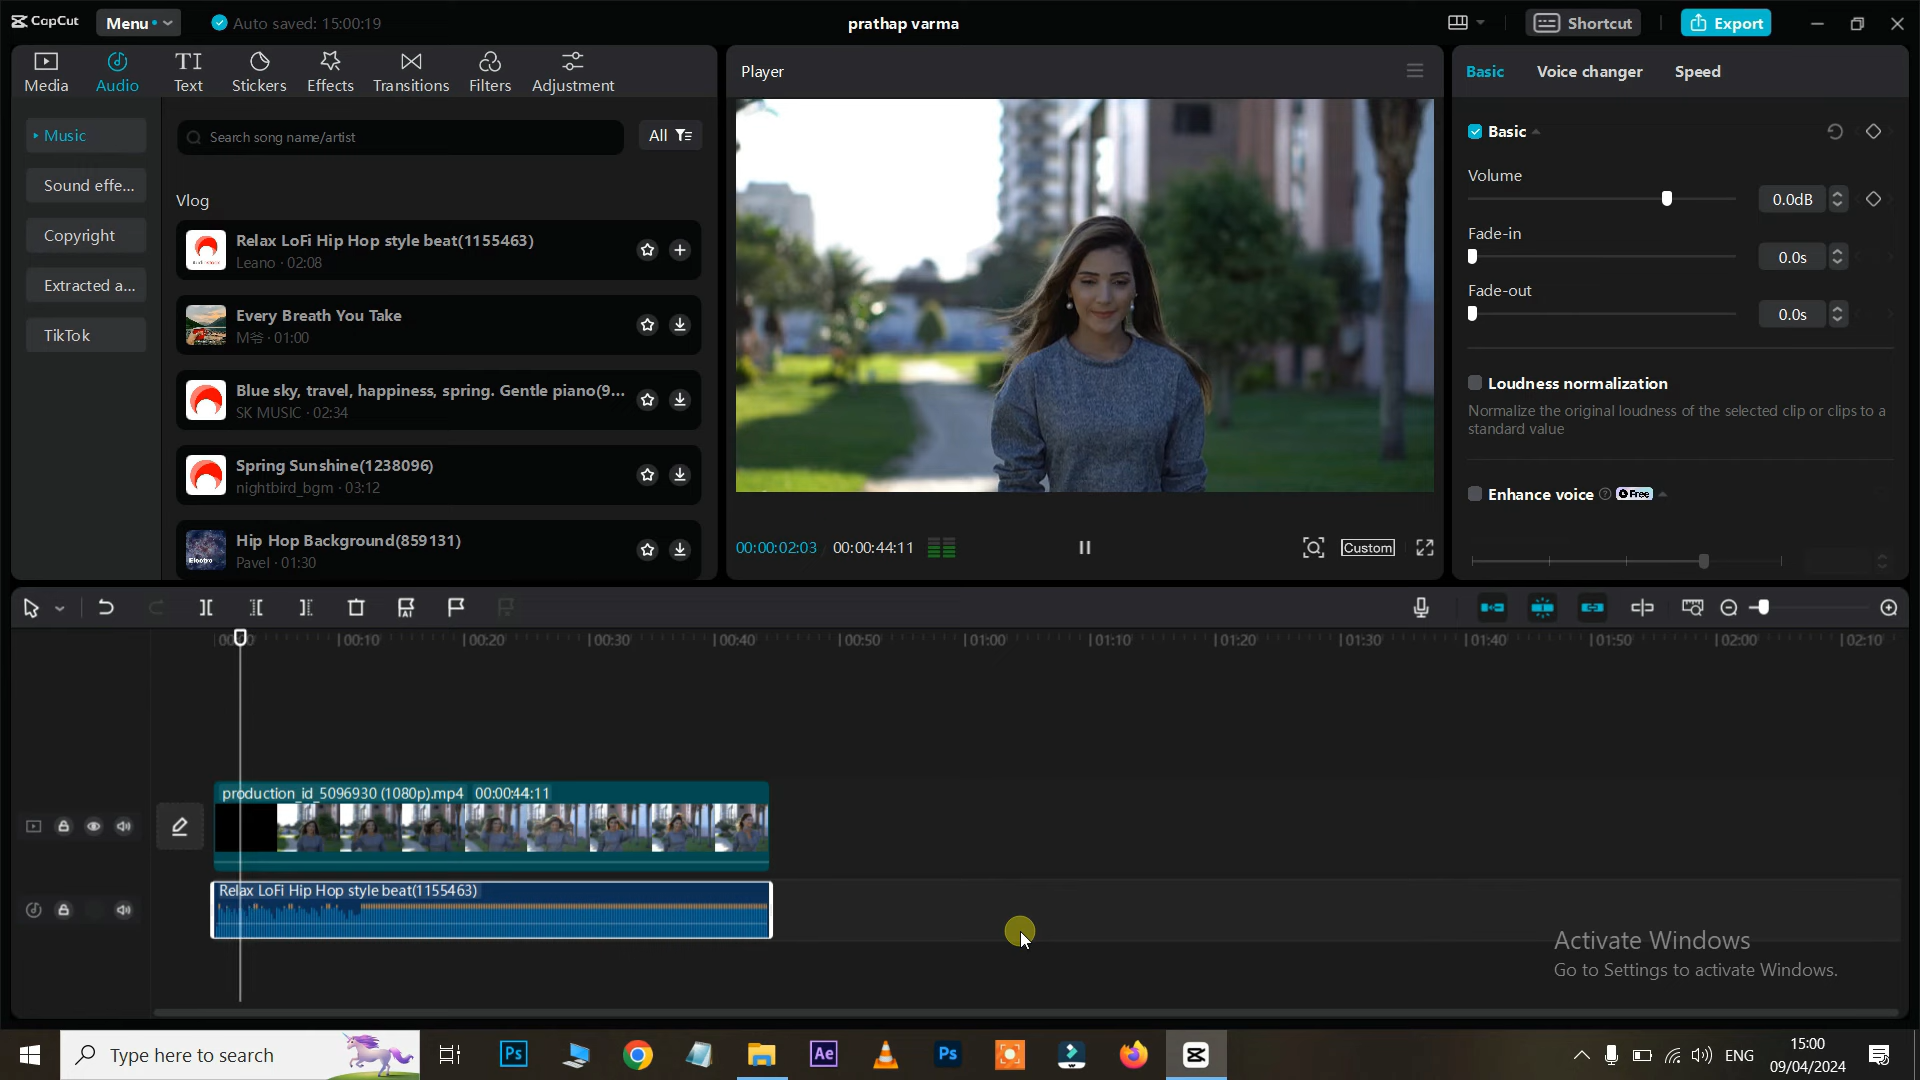 CapCut
Menu
Auto saved: 15:00:19
prathap varma
Shortcut
Export
Media
Audio
Text
Stickers
Effects
Transitions
Filters
Adjustment
Player
Basic
Voice changer
Speed
Music
Sound effe...
Copyright
Extracted a...
TikTok
Search song name/artist
All
Vlog
Relax LoFi Hip Hop style beat(1155463)
Leano · 02:08
Every Breath You Take
M爷 · 01:00
Blue sky, travel, happiness, spring. Gentle piano(9...
SK MUSIC · 02:34
Spring Sunshine(1238096)
nightbird_bgm · 03:12
Hip Hop Background(859131)
Pavel · 01:30
Electro
00:00:02:03
00:00:44:11
Custom
Basic
Volume
0.0dB
Fade-in
0.0s
Fade-out
0.0s
Loudness normalization
Normalize the original loudness of the selected clip or clips to a
standard value
Enhance voice
Free
00:10
00:20
00:30
00:40
00:50
01:00
01:10
01:20
01:30
01:40
01:50
02:00
02:10
production_id_5096930 (1080p).mp4 00:00:44:11
Relax LoFi Hip Hop style beat(1155463)
Activate Windows
Go to Settings to activate Windows.
Type here to search
Ps
Ae
Ps
ENG
15:00
09/04/2024